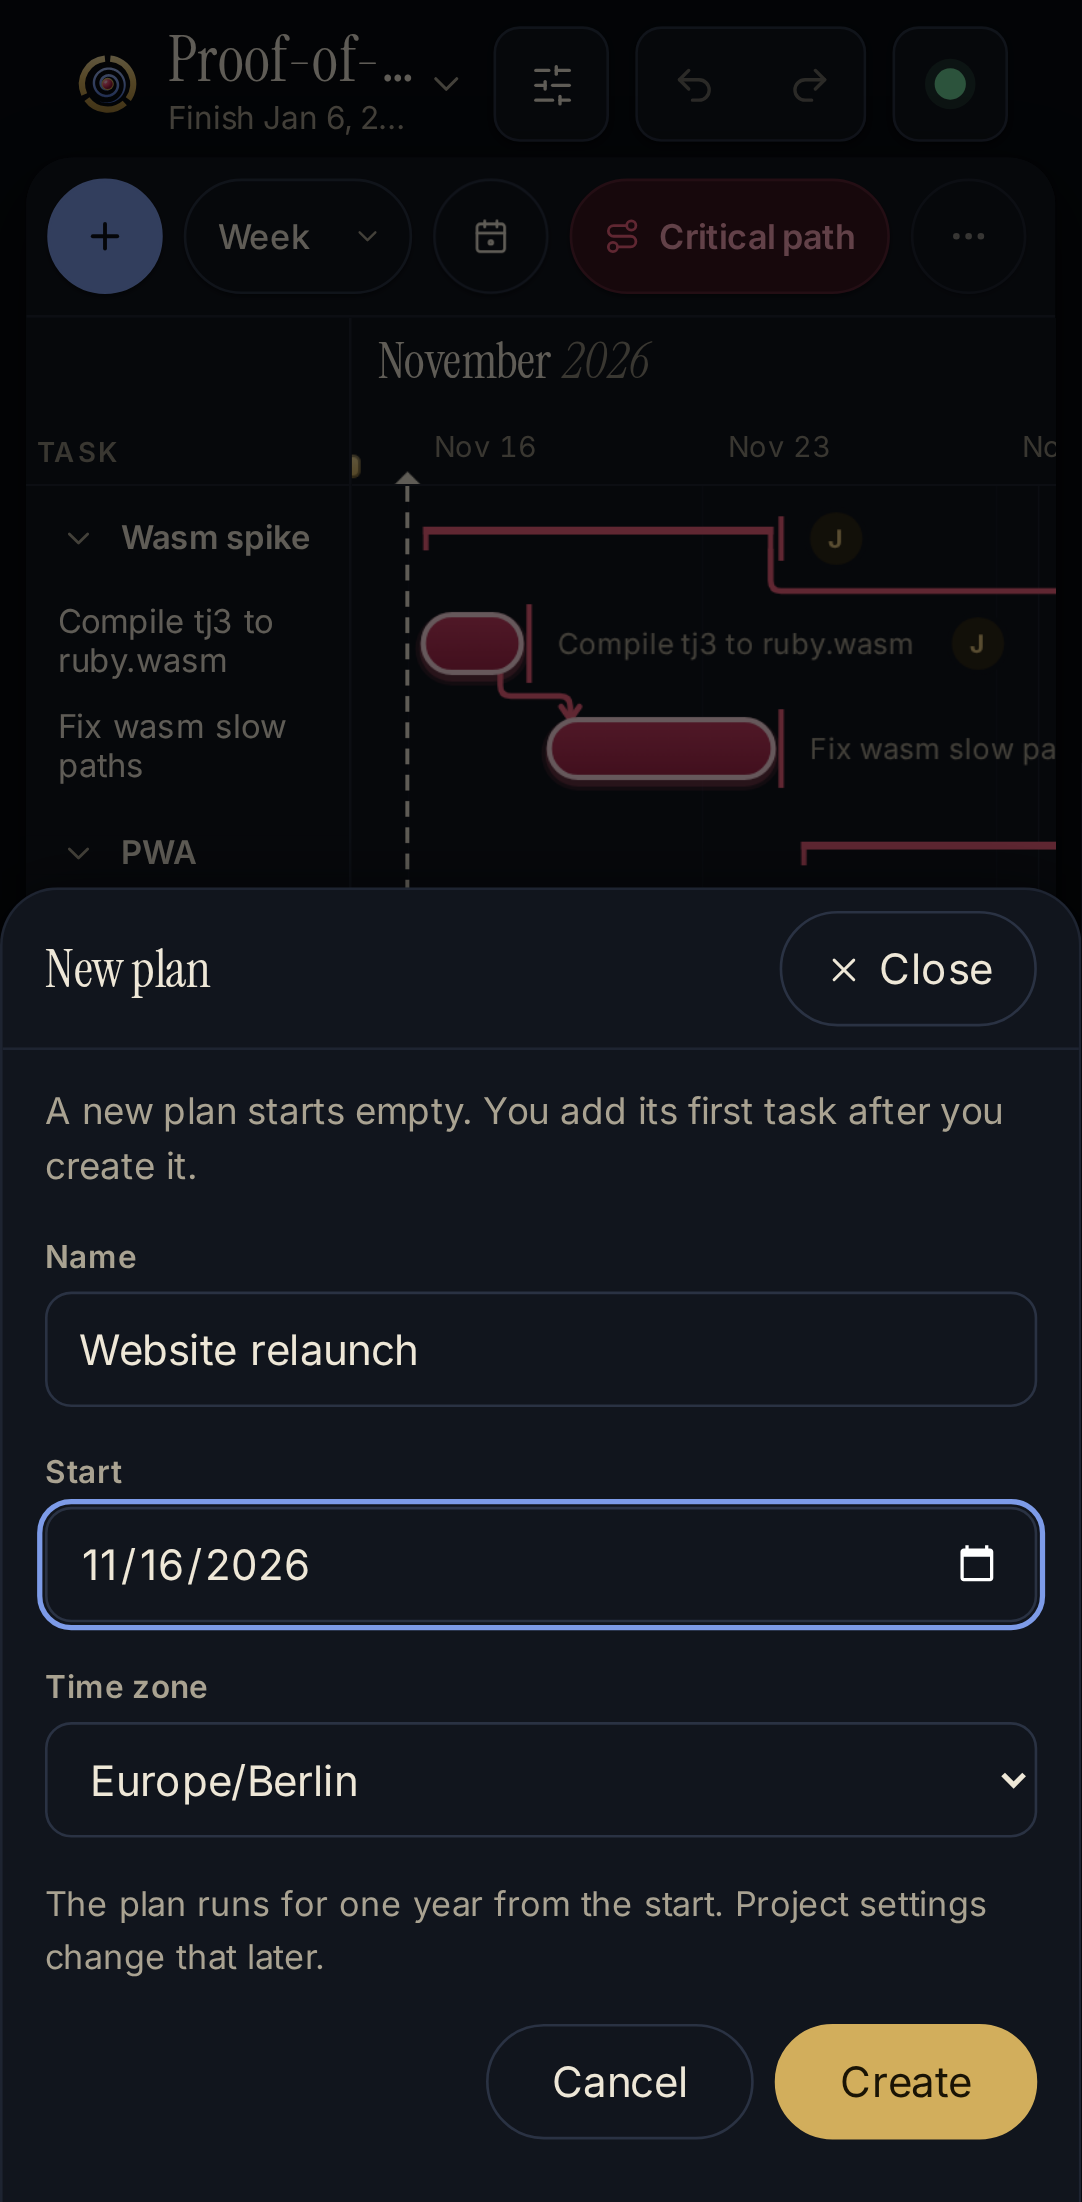 Proof-of-…
Finish Jan 6, 2…
Week
Critical path
November 2026
TASK
Nov 16
Nov 23
No
Wasm spike
J
Compile tj3 to
ruby.wasm
Compile tj3 to ruby.wasm
J
Fix wasm slow
paths
Fix wasm slow pa
PWA
New plan
Close
A new plan starts empty. You add its first task after you
create it.
Name
Website relaunch
Start
11/16/2026
Time zone
Europe/Berlin
The plan runs for one year from the start. Project settings
change that later.
Cancel
Create